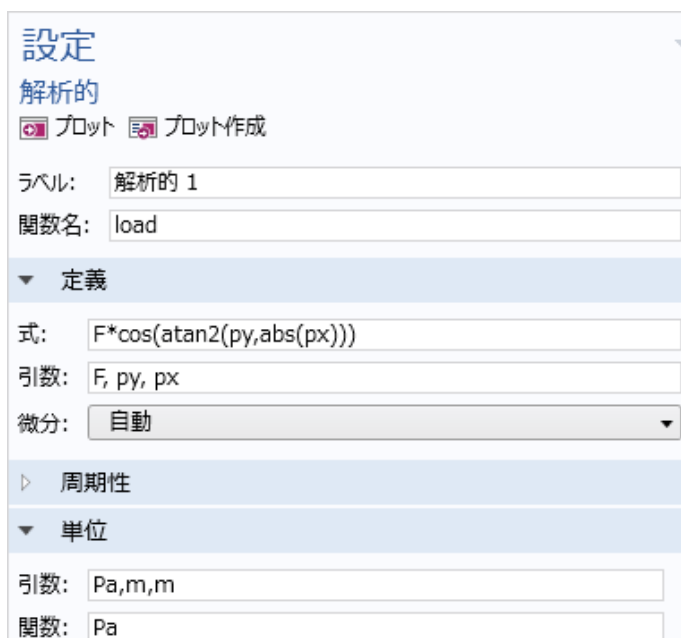 設定
解析的
プロット プロット作成
ラベル: 解析的 1
関数名: load
定義
式: F*cos(atan2(py,abs(px)))
引数: F, py, px
微分: 自動
周期性
単位
引数: Pa,m,m
関数: Pa